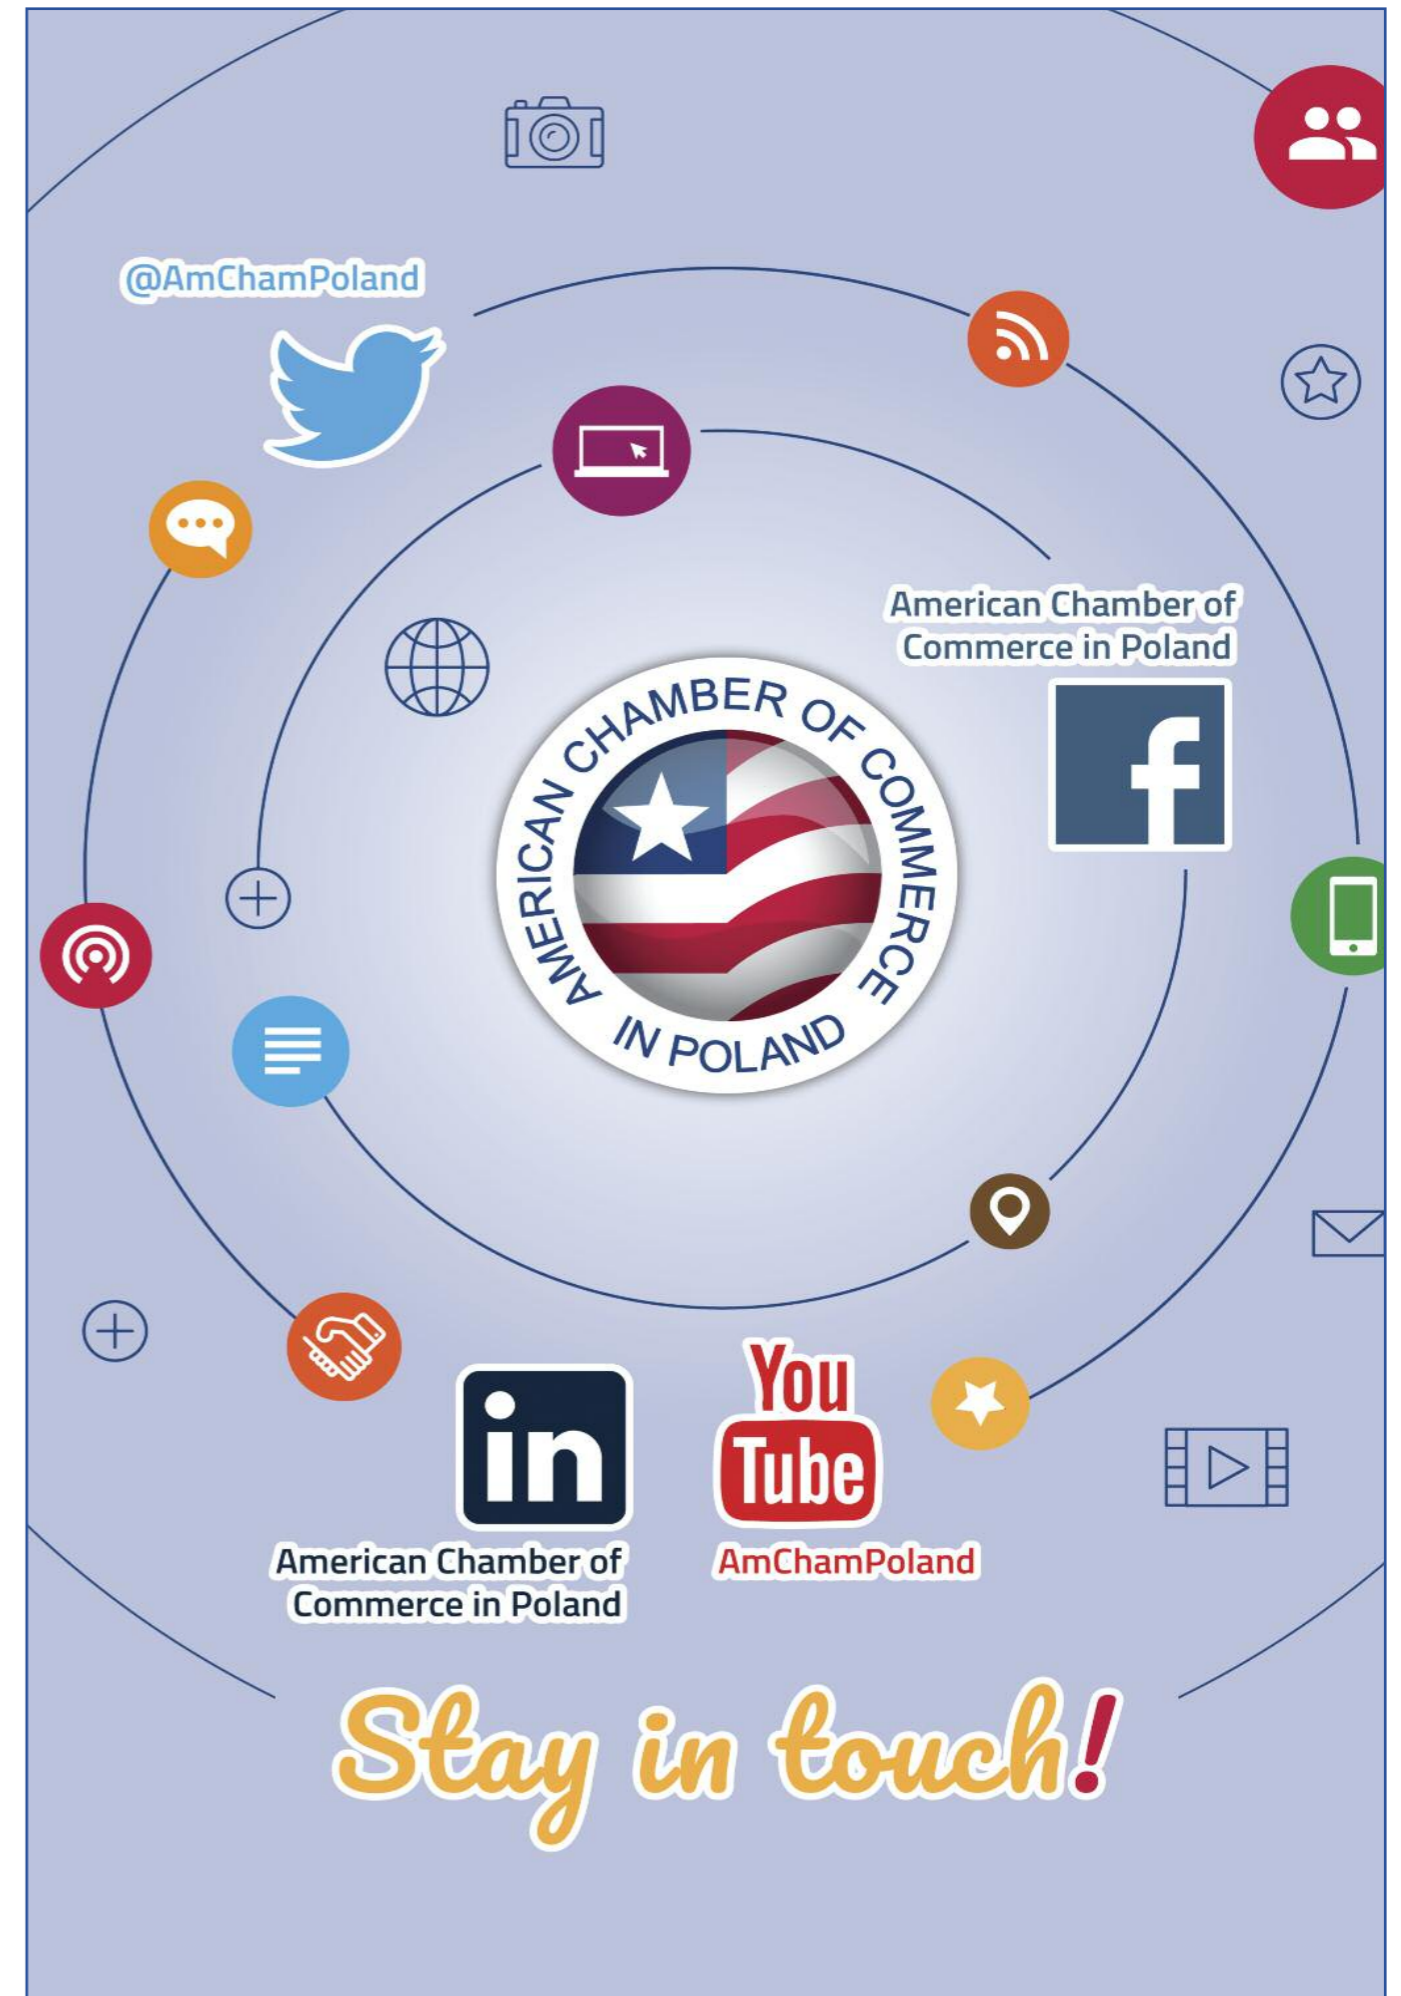 @AmChamPoland
American Chamber of
Commerce in Poland
f
AMERICAN CHAMBER OF COMMERCE
IN POLAND
in
You
Tube
American Chamber of
Commerce in Poland
AmChamPoland
Stay in touch!